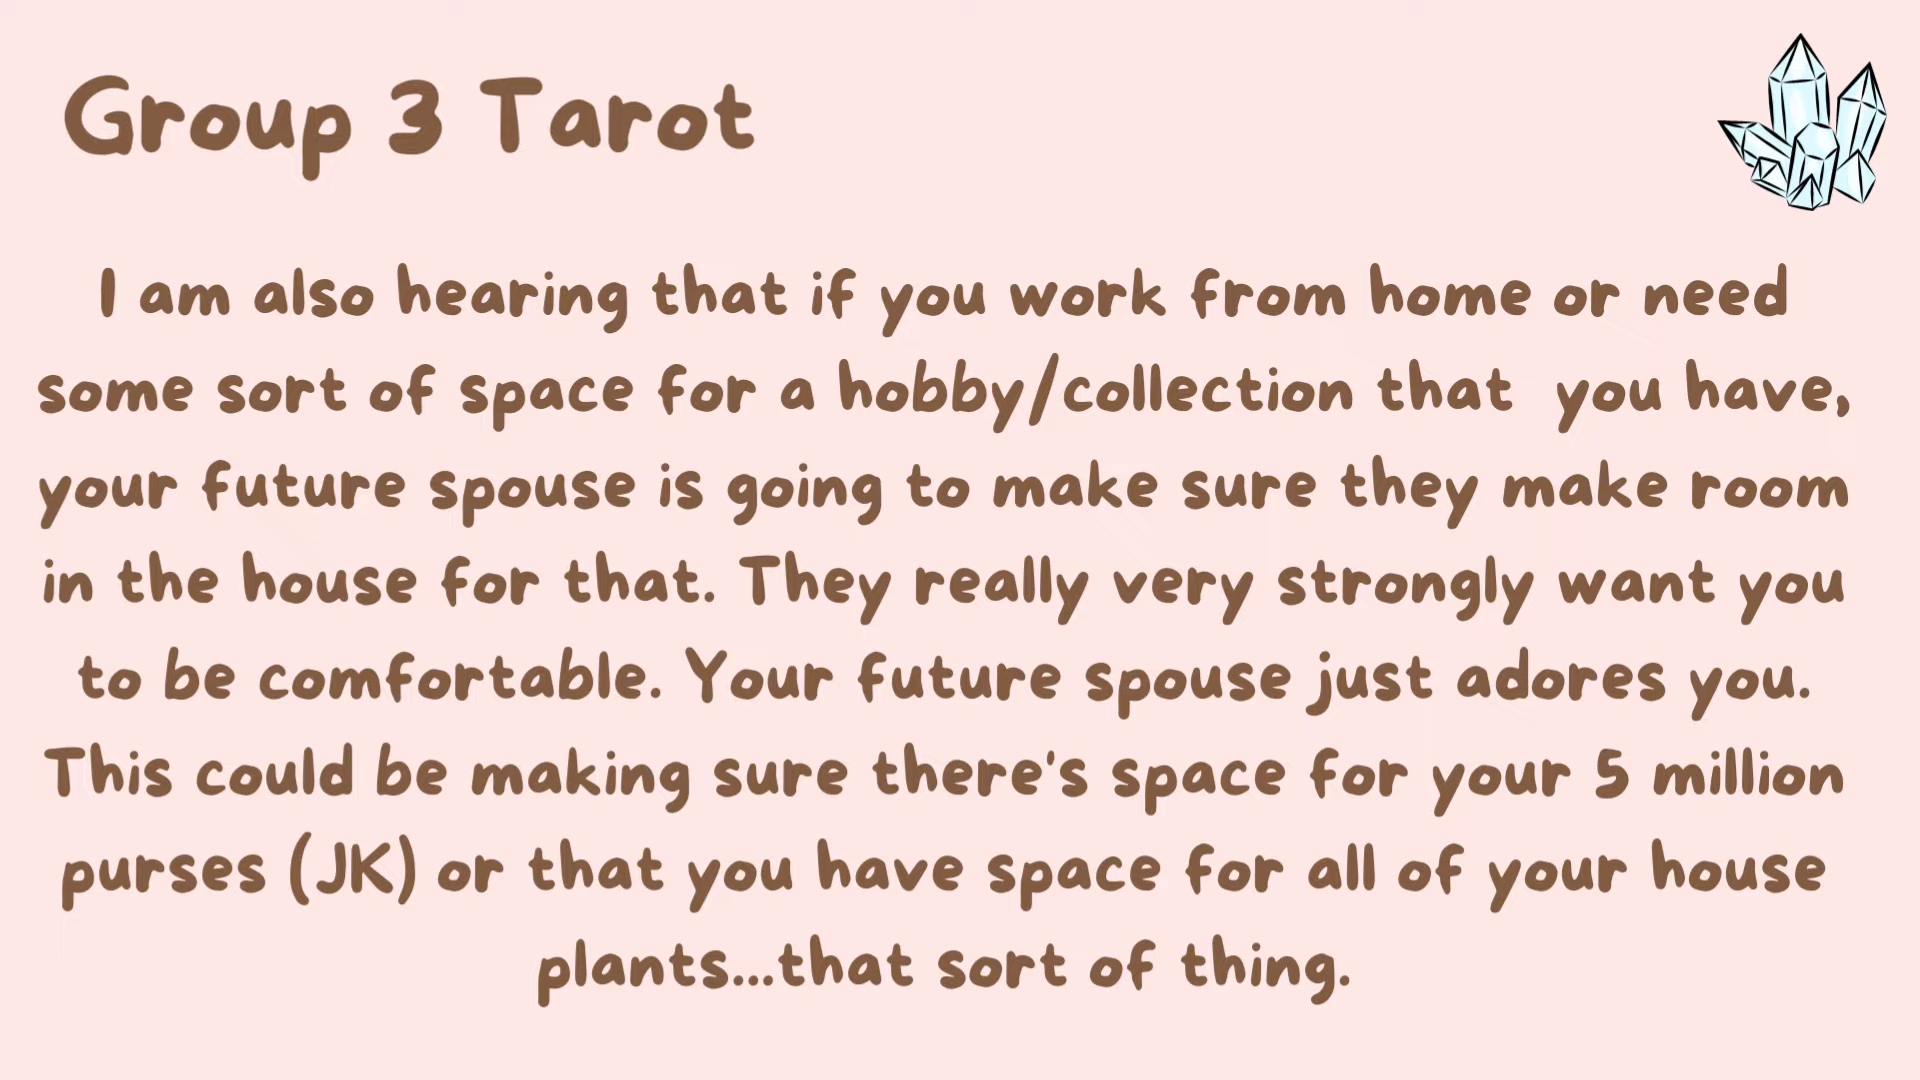 Group 3 Tarot
I am also hearing that if you work from home or need
some sort of space for a hobby/collection that  you have,
your future spouse is going to make sure they make room
in the house for that. They really very strongly want you
to be comfortable. Your future spouse just adores you.
This could be making sure there's space for your 5 million
purses (JK) or that you have space for all of your house
plants...that sort of thing.